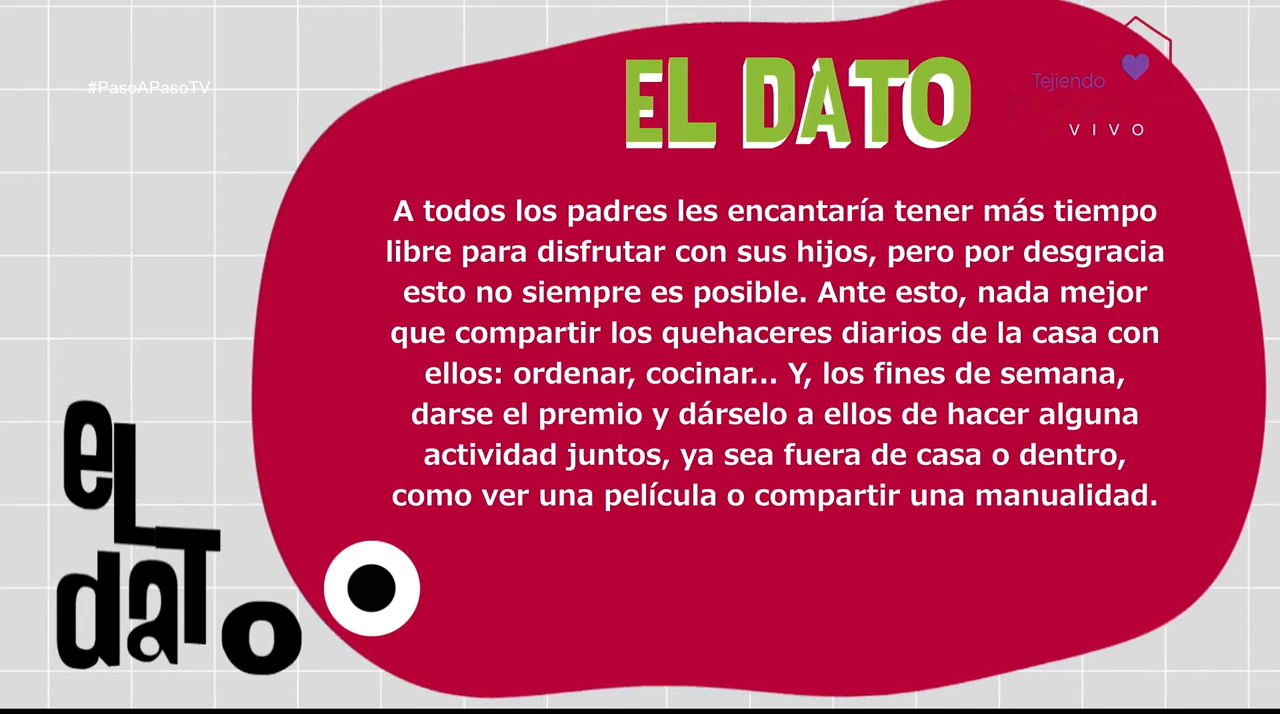 #PasoAPasoTV
EL DATO
Tejiendo
VIVO
A todos los padres les encantaría tener más tiempo
libre para disfrutar con sus hijos, pero por desgracia
esto no siempre es posible. Ante esto, nada mejor
que compartir los quehaceres diarios de la casa con
ellos: ordenar, cocinar... Y, los fines de semana,
darse el premio y dárselo a ellos de hacer alguna
actividad juntos, ya sea fuera de casa o dentro,
como ver una película o compartir una manualidad.
eL
daTo